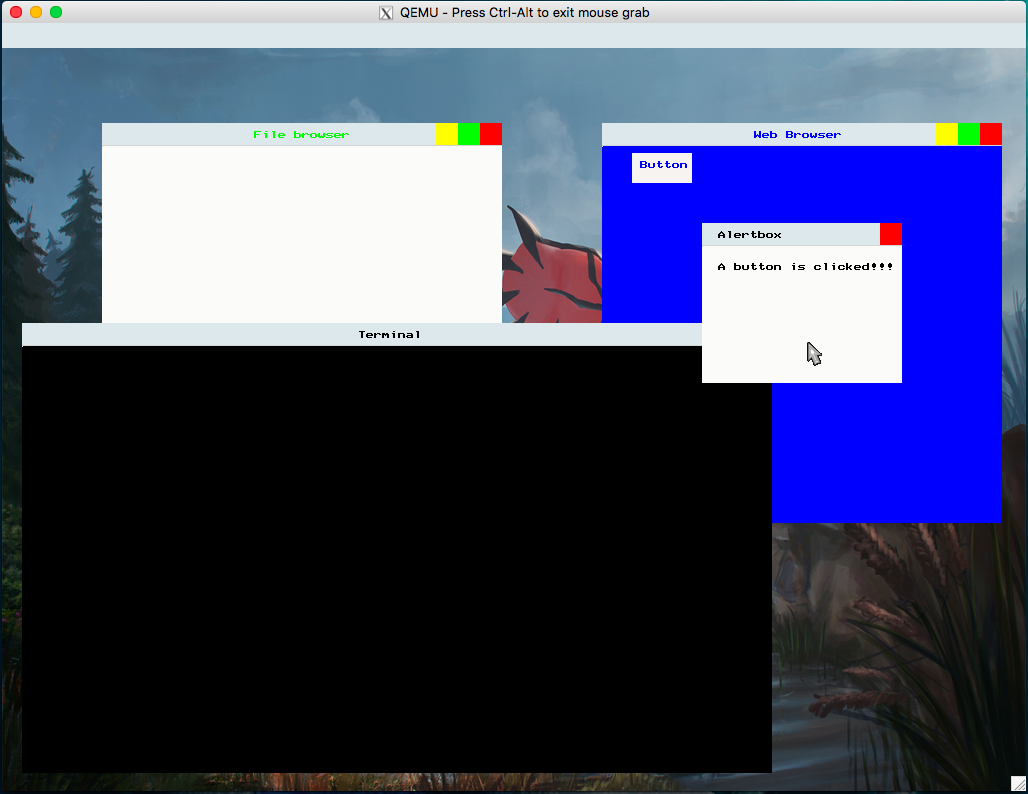 QEMU - Press Ctrl-Alt to exit mouse grab
File browser
Web Browser
Button
Alertbox
A button is clicked!!!
Terminal